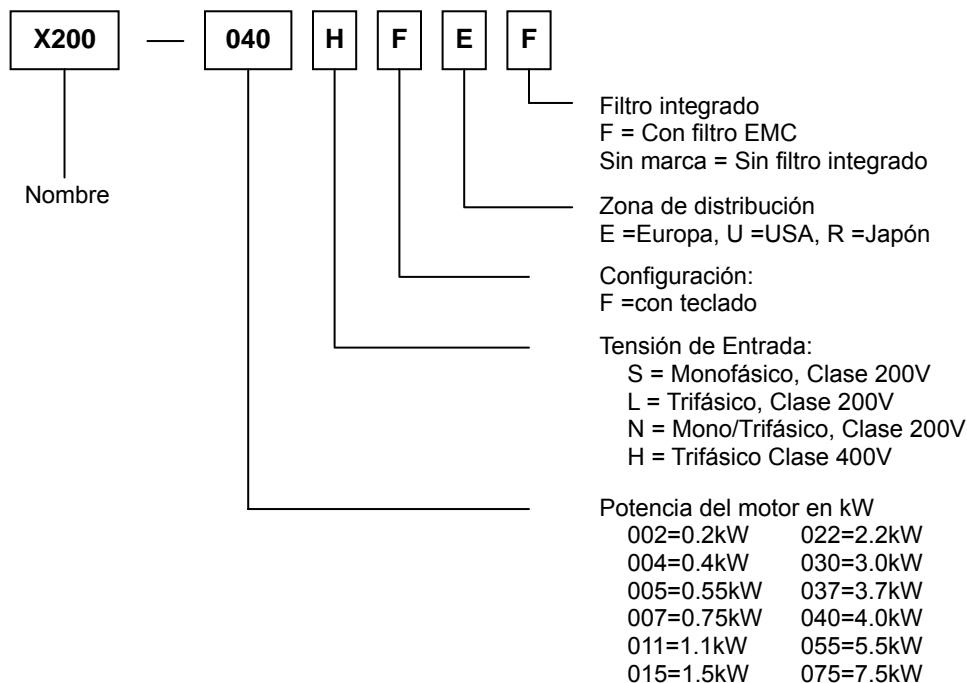 X200 — 040 H F E F
Filtro integrado
F = Con filtro EMC
Sin marca = Sin filtro integrado
Nombre
Zona de distribución
E =Europa, U =USA, R =Japón
Configuración:
F =con teclado
Tensión de Entrada:
S = Monofásico, Clase 200V
L = Trifásico, Clase 200V
N = Mono/Trifásico, Clase 200V
H = Trifásico Clase 400V
Potencia del motor en kW
002=0.2kW 022=2.2kW
004=0.4kW 030=3.0kW
005=0.55kW 037=3.7kW
007=0.75kW 040=4.0kW
011=1.1kW 055=5.5kW
015=1.5kW 075=7.5kW